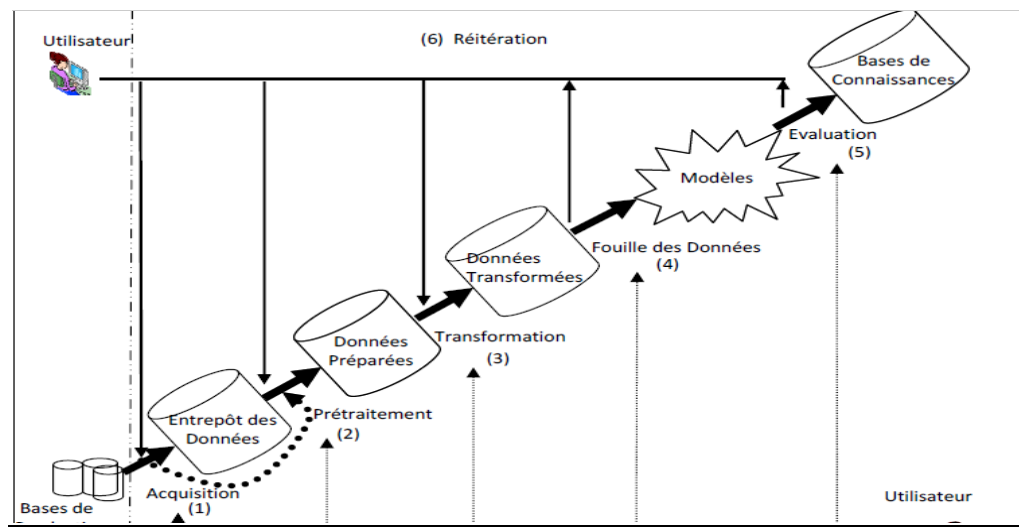 Utilisateur
(6) Réitération
Bases de
Connaissances
Evaluation
(5)
Modèles
Fouille des Données
(4)
Données
Transformées
Transformation
(3)
Données
Préparées
Prétraitement
(2)
Entrepôt des
Données
Acquisition
(1)
Bases de
Utilisateur